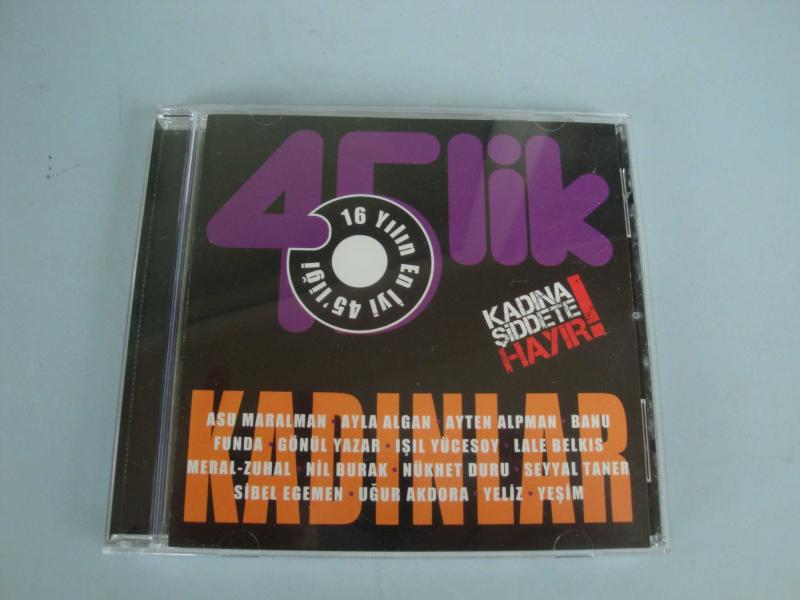 45lik
16 Yılın En İyi 45'liği
KADINA
ŞİDDETE
HAYIR!
KADINLAR
ASU MARALMAN · AYLA ALGAN · AYTEN ALPMAN · BANU
FUNDA · GÖNÜL YAZAR · IŞIL YÜCESOY · LALE BELKIS
MERAL-ZUHAL · NİL BURAK · NÜKHET DURU · SEYYAL TANER
SİBEL EGEMEN · UĞUR AKDORA · YELİZ · YEŞİM